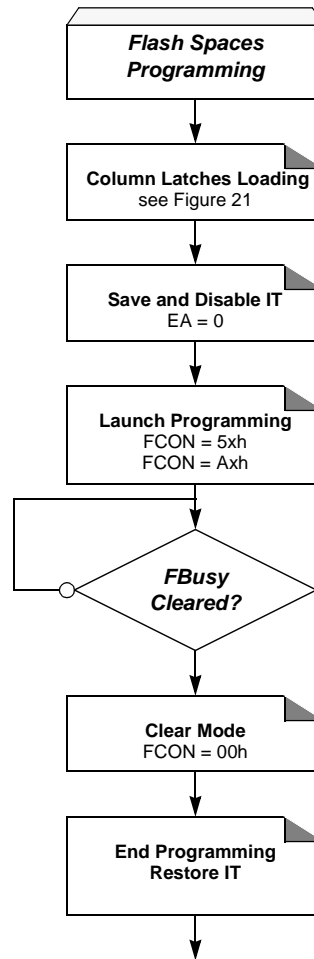 Flash Spaces
Programming
Column Latches Loading
see Figure 21
Save and Disable IT
EA = 0
Launch Programming
FCON = 5xh
FCON = Axh
FBusy
Cleared?
Clear Mode
FCON = 00h
End Programming
Restore IT